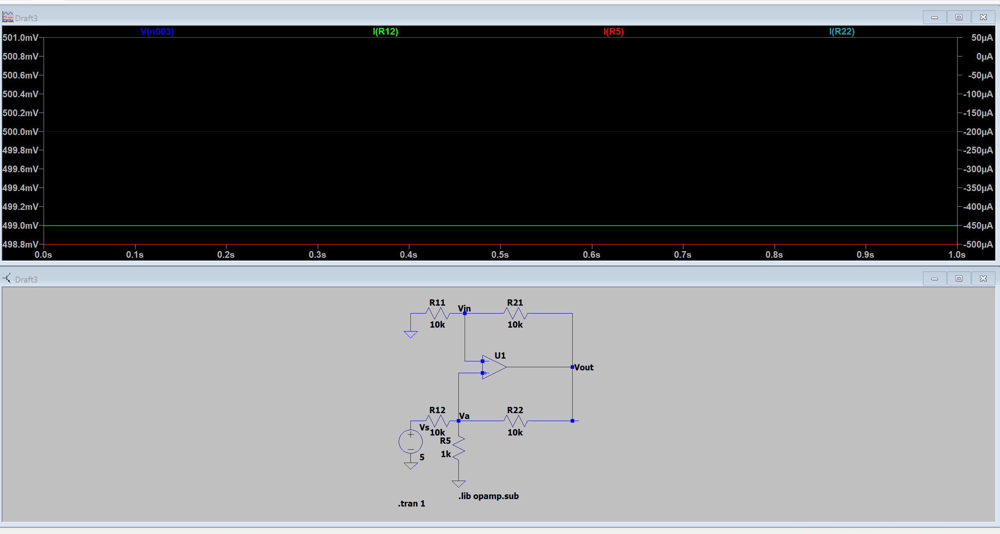 Draft3
V(n003) I(R12) I(R5) I(R22)
501.0mV 50µA
500.8mV 0µA
500.6mV -50µA
500.4mV -100µA
500.2mV -150µA
500.0mV -200µA
499.8mV -250µA
499.6mV -300µA
499.4mV -350µA
499.2mV -400µA
499.0mV -450µA
498.8mV -500µA
0.0s 0.1s 0.2s 0.3s 0.4s 0.5s 0.6s 0.7s 0.8s 0.9s 1.0s
Draft3
R11 Vin R21
10k 10k
U1
Vout
R12 Va R22
Vs 10k 10k
R5
1k
5
.lib opamp.sub
.tran 1